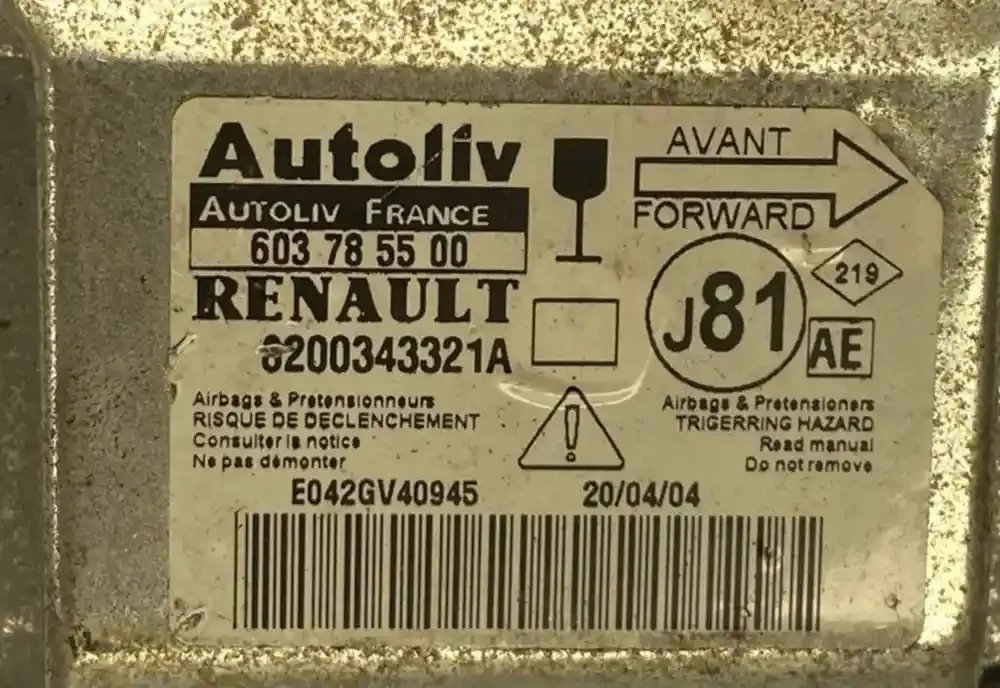 Autoliv
AUTOLIV FRANCE
603 78 55 00
RENAULT
8200343321A
AVANT
FORWARD
J81
219
AE
Airbags & Pretensionneurs
RISQUE DE DECLENCHEMENT
Consulter la notice
Ne pas démonter
!
Airbags & Pretensioners
TRIGERRING HAZARD
Read manual
Do not remove
E042GV40945
20/04/04